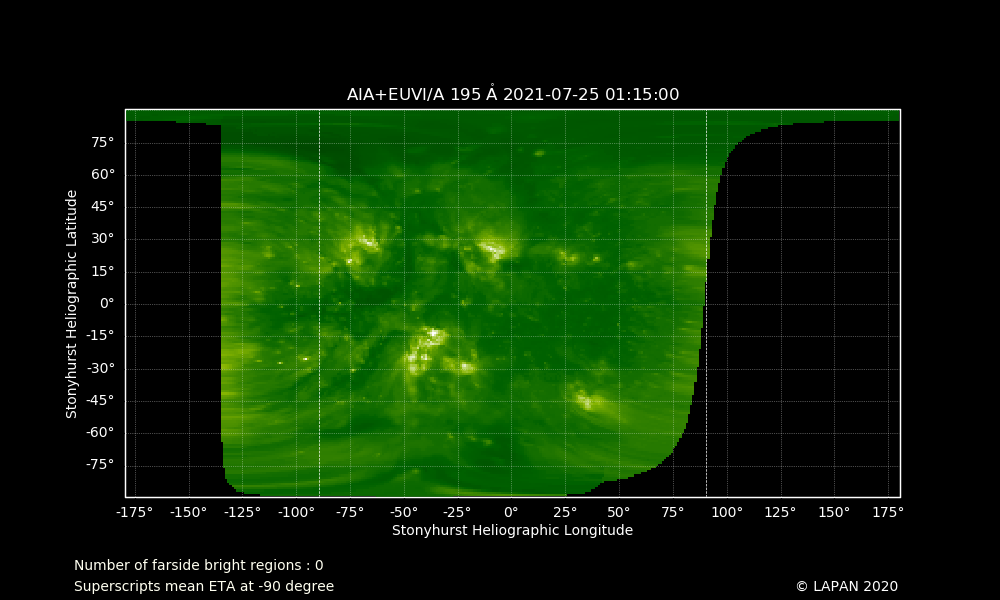 AIA+EUVI/A 195 Å 2021-07-25 01:15:00
Stonyhurst Heliographic Latitude
75°
60°
45°
30°
15°
0°
-15°
-30°
-45°
-60°
-75°
-175° -150° -125° -100° -75° -50° -25° 0° 25° 50° 75° 100° 125° 150° 175°
Stonyhurst Heliographic Longitude
Number of farside bright regions : 0
Superscripts mean ETA at -90 degree
© LAPAN 2020